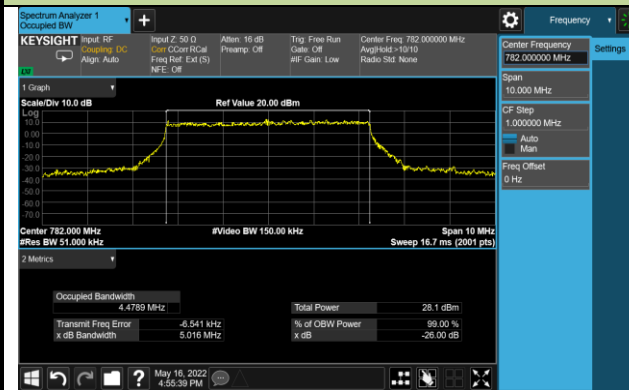 Spectrum Analyzer 1
Occupied BW
Frequency
KEYSIGHT
Input: RF
Coupling: DC
Align: Auto
Input Z: 50 Ω
Corr CCorr RCal
Freq Ref: Ext (S)
NFE: Off
Atten: 16 dB
Preamp: Off
Trig: Free Run
Gate: Off
#IF Gain: Low
Center Freq: 782.000000 MHz
Avg|Hold:>10/10
Radio Std: None
Center Frequency
782.000000 MHz
Settings
Span
10.000 MHz
CF Step
1.000000 MHz
Auto
Man
Freq Offset
0 Hz
1 Graph
Scale/Div 10.0 dB
Ref Value 20.00 dBm
Log
10.0
0.00
-10.0
-20.0
-30.0
-40.0
-50.0
-60.0
-70.0
Center 782.000 MHz
#Video BW 150.00 kHz
Span 10 MHz
#Res BW 51.000 kHz
Sweep 16.7 ms (2001 pts)
2 Metrics
Occupied Bandwidth
4.4789 MHz
Total Power
28.1 dBm
Transmit Freq Error
-6.541 kHz
% of OBW Power
99.00 %
x dB Bandwidth
5.016 MHz
x dB
-26.00 dB
?
May 16, 2022
4:55:39 PM